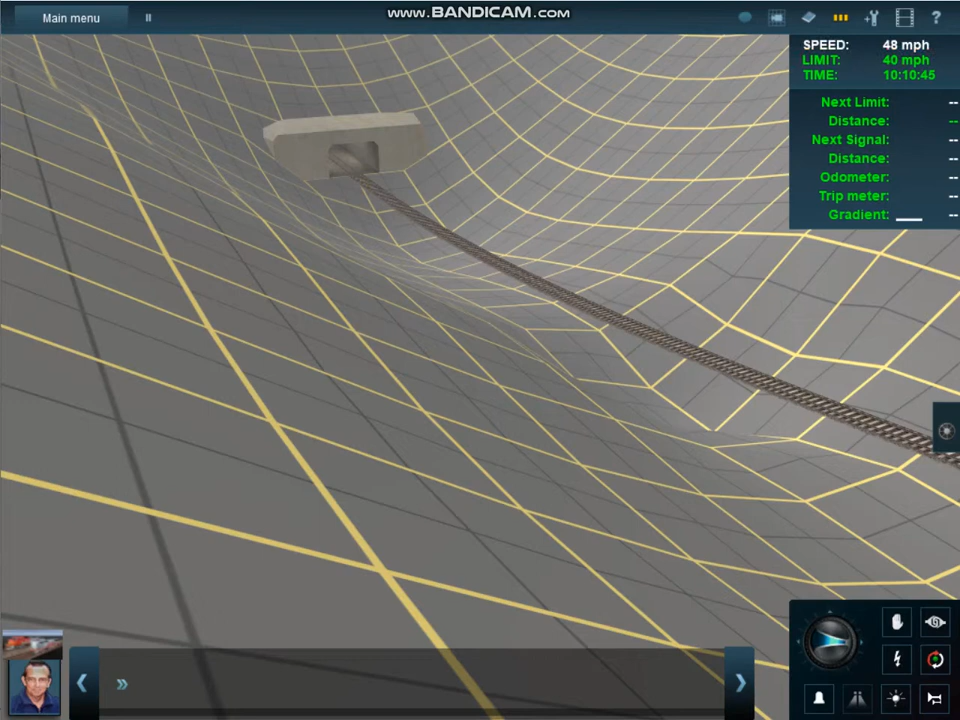 Main menu
www.BANDICAM.com
?
SPEED: 48 mph
LIMIT: 40 mph
TIME: 10:10:45
Next Limit: --
Distance: --
Next Signal: --
Distance: --
Odometer: --
Trip meter: --
Gradient: --